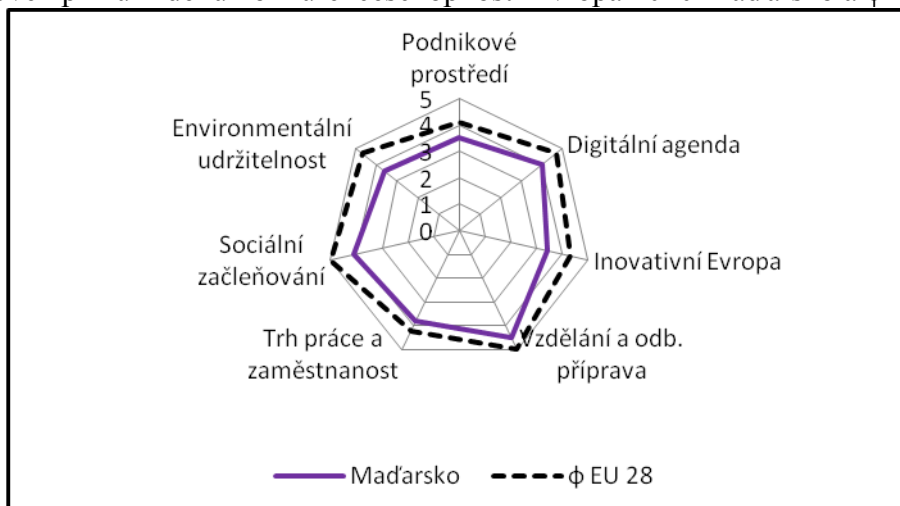 Podnikové
prostředí
5
4
3
2
1
0
Digitální agenda
Inovativní Evropa
Vzdělání a odb.
příprava
Trh práce a
zaměstnanost
Sociální
začleňování
Environmentální
udržitelnost
Maďarsko
ф EU 28